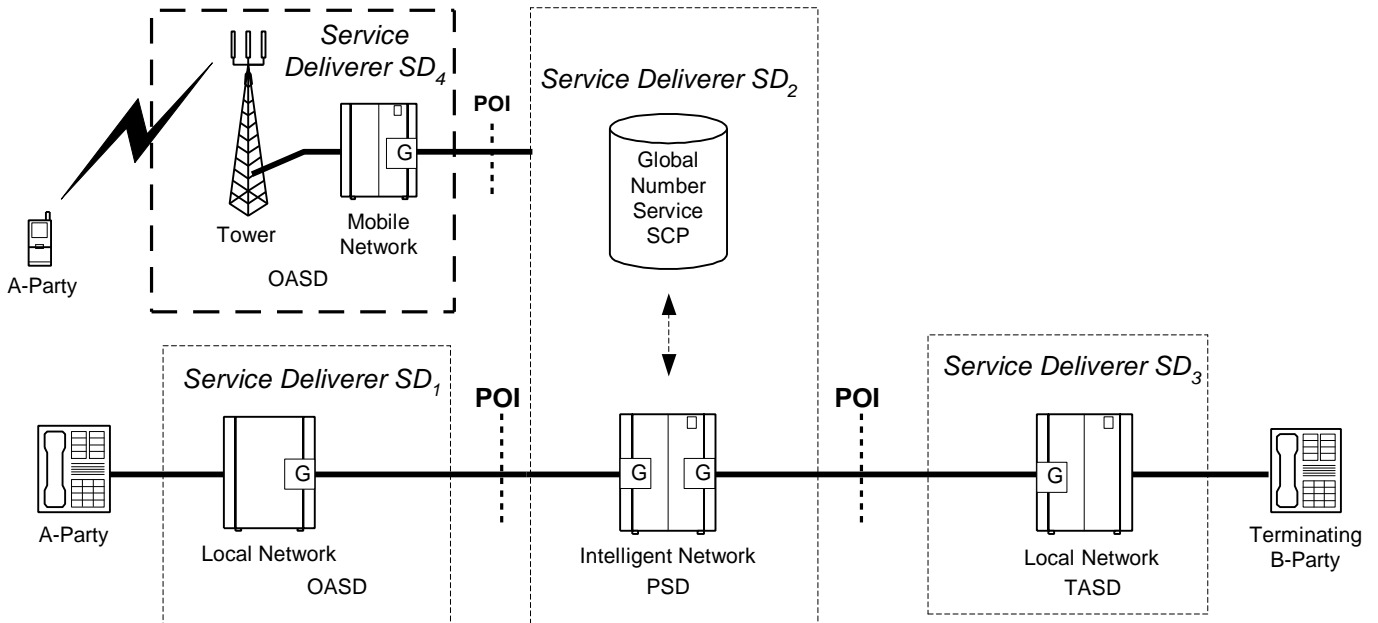 Service
Deliverer SD4
POI
G
Tower
Mobile
Network
OASD
A-Party
Service Deliverer SD2
Global
Number
Service
SCP
Service Deliverer SD1
POI
G
A-Party
Local Network
OASD
G
G
Intelligent Network
PSD
POI
Service Deliverer SD3
G
Local Network
TASD
Terminating
B-Party